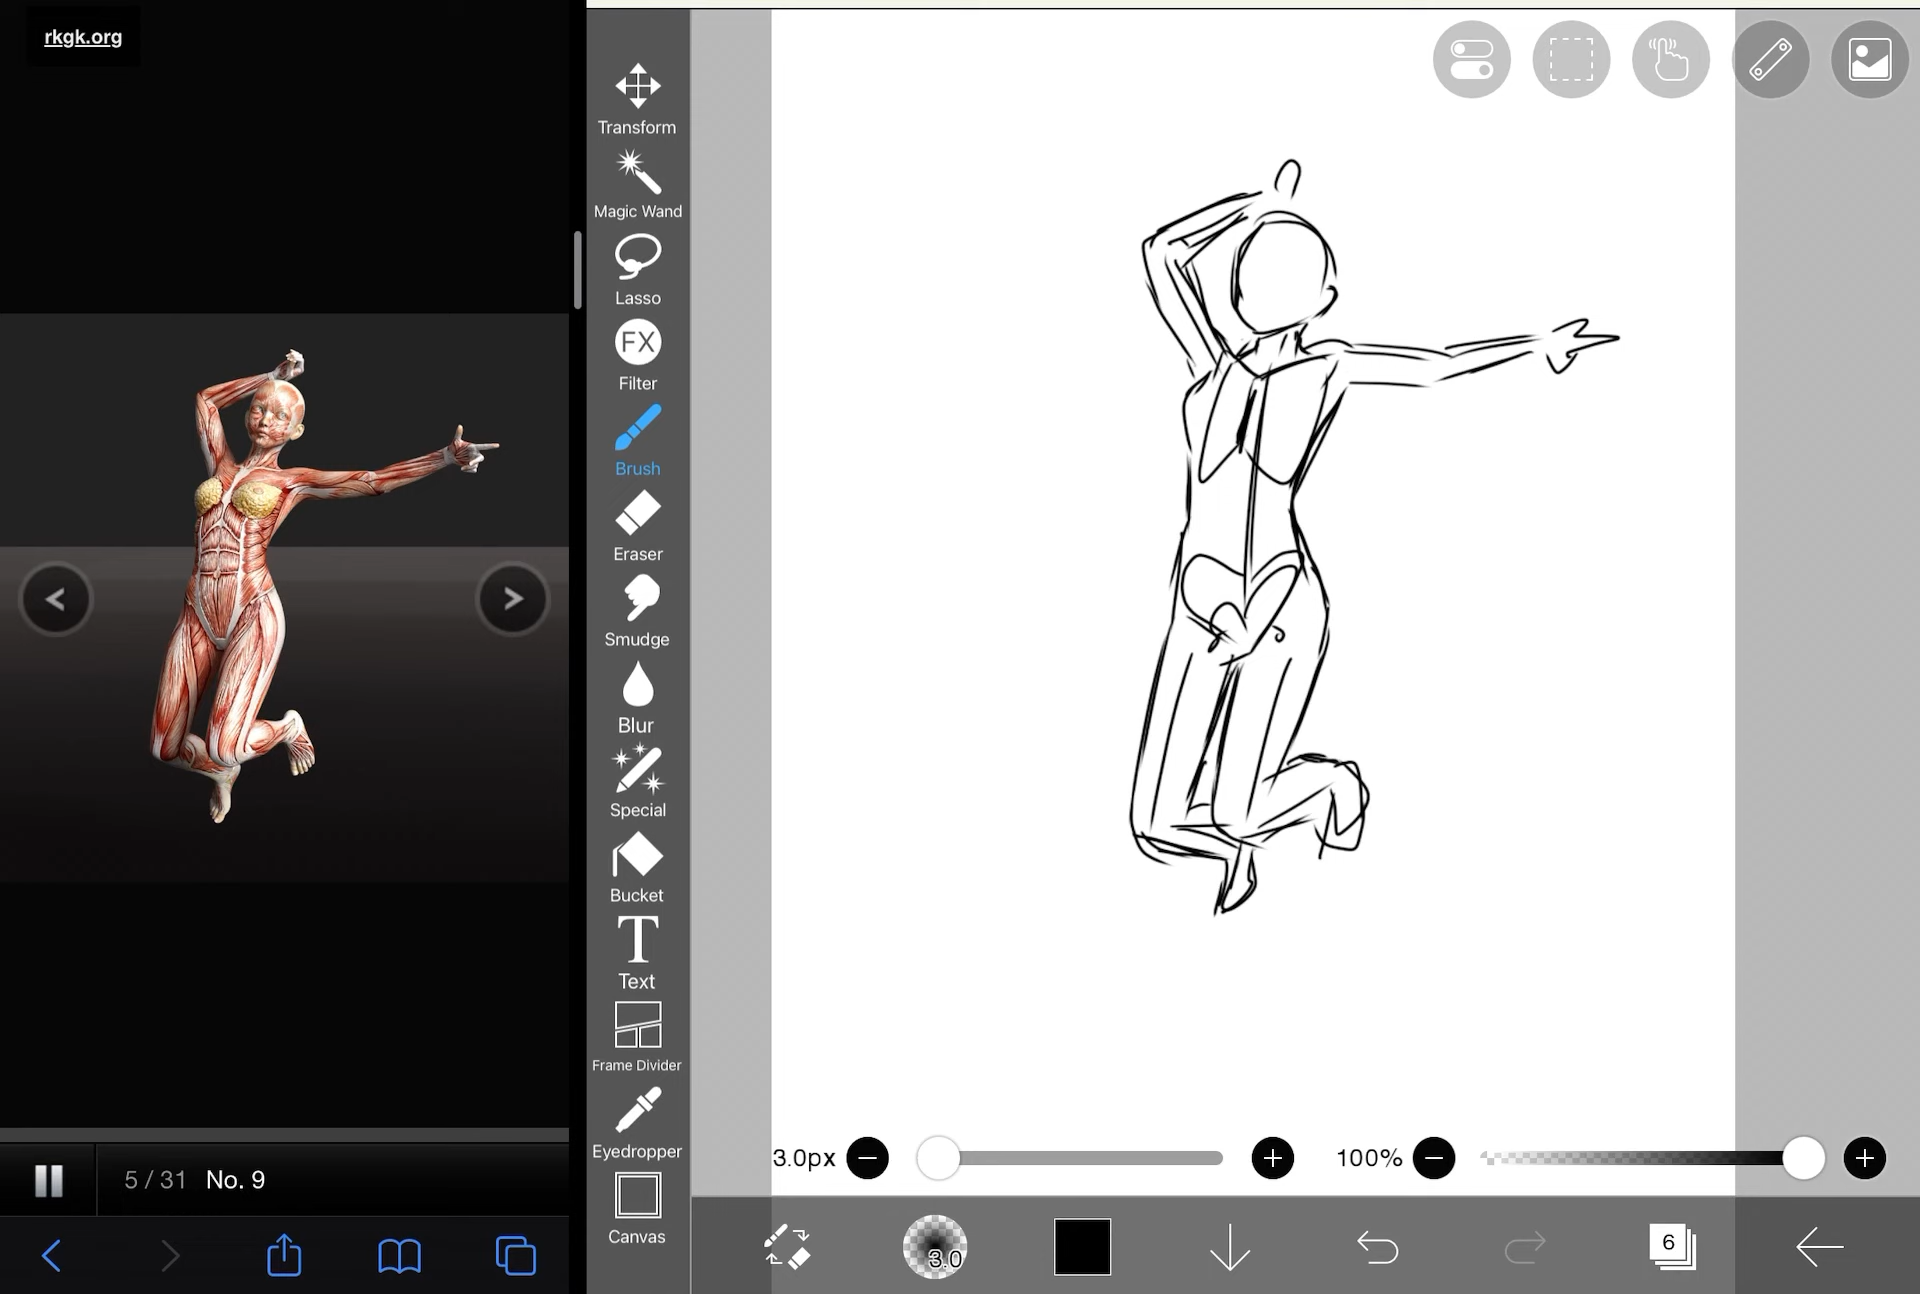 rkgk.org
Transform
Magic Wand
Lasso
FX
Filter
Brush
Eraser
Smudge
Blur
Special
Bucket
T
Text
Frame Divider
Eyedropper
Canvas
3.0px
100%
5 / 31 No. 9
3.0
6